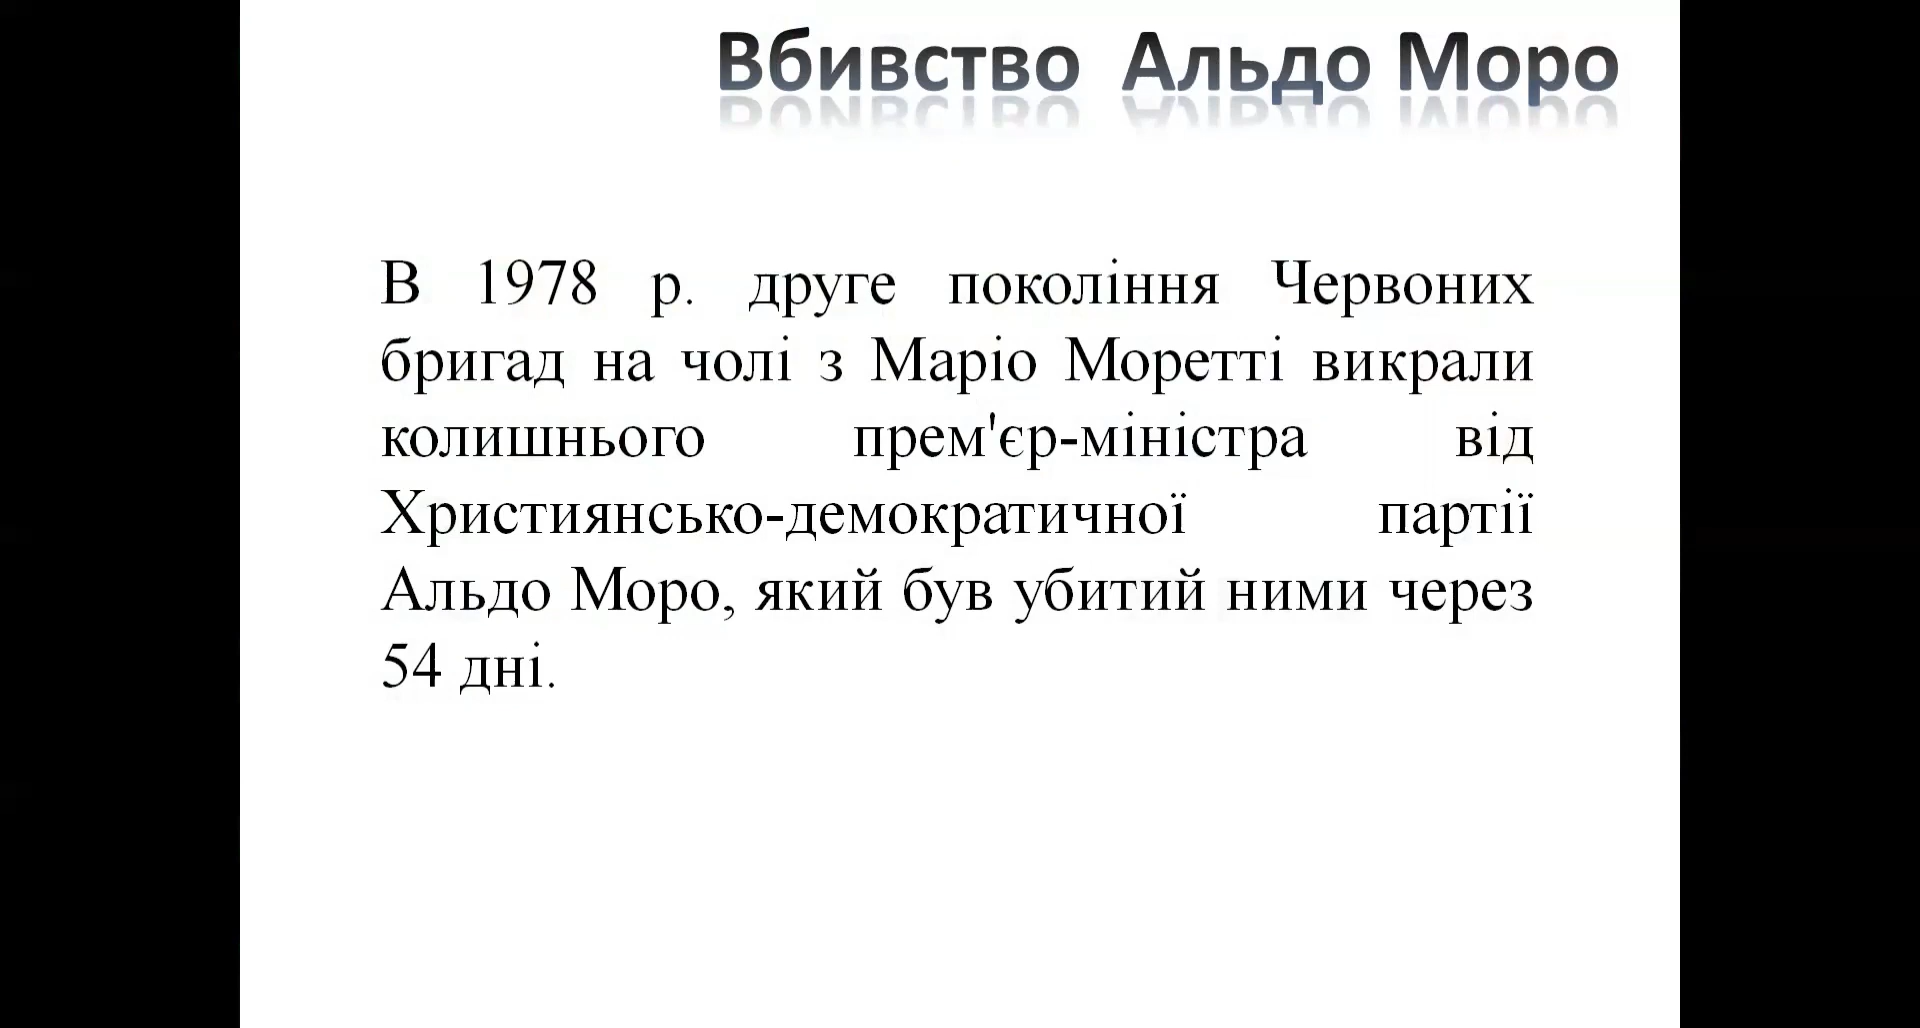 Вбивство Альдо Моро
В 1978 р. друге покоління Червоних
бригад на чолі з Маріо Моретті викрали
колишнього прем'єр-міністра від
Християнсько-демократичної партії
Альдо Моро, який був убитий ними через
54 дні.